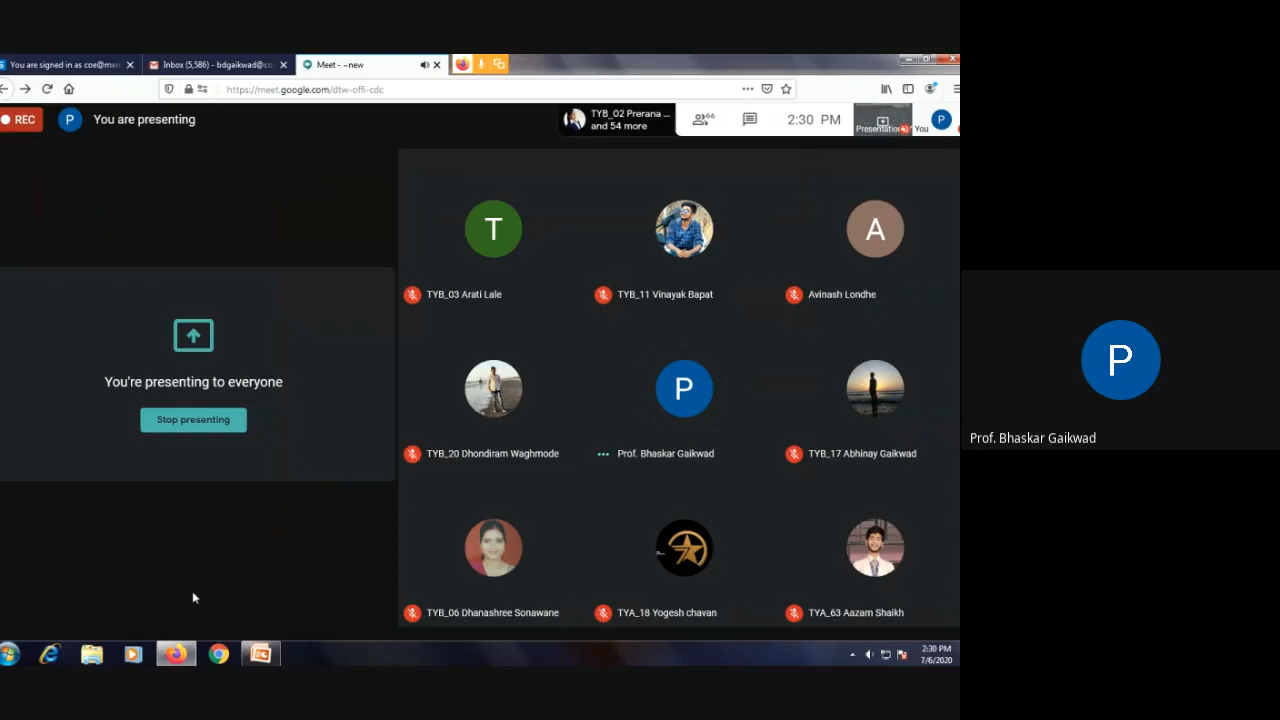 You are signed in as coe@me
Inbox (5,586) - bdgaikwad@co
Meet - –new
https://meet.google.com/dtw-offi-cdc
REC
P
You are presenting
TYB_02 Prerana ...
and 54 more
66
2:30 PM
Presentation
You
P
T
A
TYB_03 Arati Lale
TYB_11 Vinayak Bapat
Avinash Londhe
You're presenting to everyone
Stop presenting
P
P
TYB_20 Dhondiram Waghmode
Prof. Bhaskar Gaikwad
TYB_17 Abhinay Gaikwad
Prof. Bhaskar Gaikwad
TYB_06 Dhanashree Sonawane
TYA_18 Yogesh chavan
TYA_63 Aazam Shaikh
2:30 PM
7/6/2020